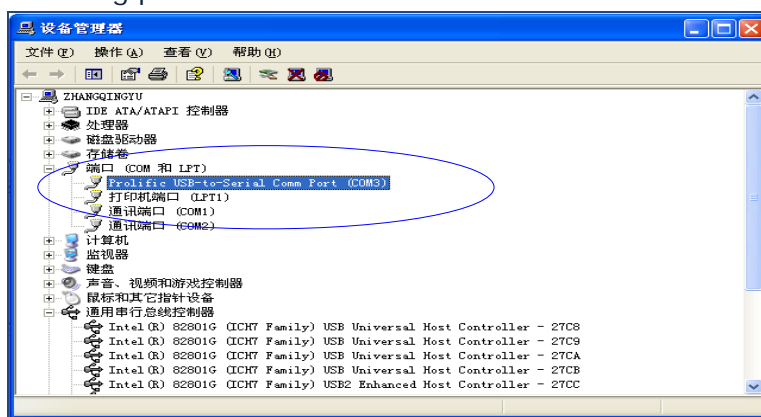 设备管理器
文件(F) 操作(A) 查看(V) 帮助(H)
ZHANGQINGYU
IDE ATA/ATAPI 控制器
处理器
磁盘驱动器
存储卷
端口 (COM 和 LPT)
Prolific USB-to-Serial Comm Port (COM3)
打印机端口 (LPT1)
通讯端口 (COM1)
通讯端口 (COM2)
计算机
监视器
键盘
声音、视频和游戏控制器
鼠标和其它指针设备
通用串行总线控制器
Intel(R) 82801G (ICH7 Family) USB Universal Host Controller - 27C8
Intel(R) 82801G (ICH7 Family) USB Universal Host Controller - 27C9
Intel(R) 82801G (ICH7 Family) USB Universal Host Controller - 27CA
Intel(R) 82801G (ICH7 Family) USB Universal Host Controller - 27CB
Intel(R) 82801G (ICH7 Family) USB2 Enhanced Host Controller - 27CC